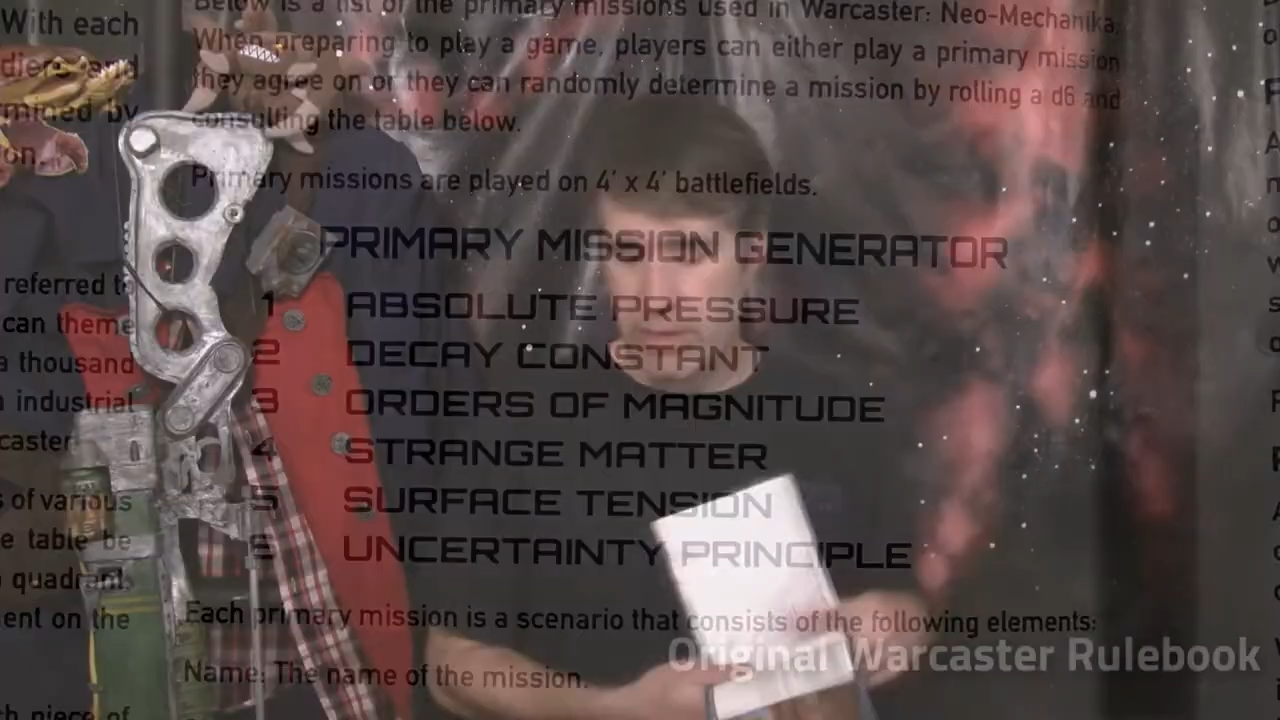 Below is a list of the primary missions used in Warcaster: Neo-Mechanika.
When preparing to play a game, players can either play a primary mission
they agree on or they can randomly determine a mission by rolling a d6 and
consulting the table below.
Primary missions are played on 4' x 4' battlefields.
PRIMARY MISSION GENERATOR
1 ABSOLUTE PRESSURE
2 DECAY CONSTANT
3 ORDERS OF MAGNITUDE
4 STRANGE MATTER
5 SURFACE TENSION
6 UNCERTAINTY PRINCIPLE
Each primary mission is a scenario that consists of the following elements:
Name: The name of the mission.
With each
and
by
on,
referred
can theme
thousand
industrial
of various
table be
quadrant.
on the
piece of
Original Warcaster Rulebook